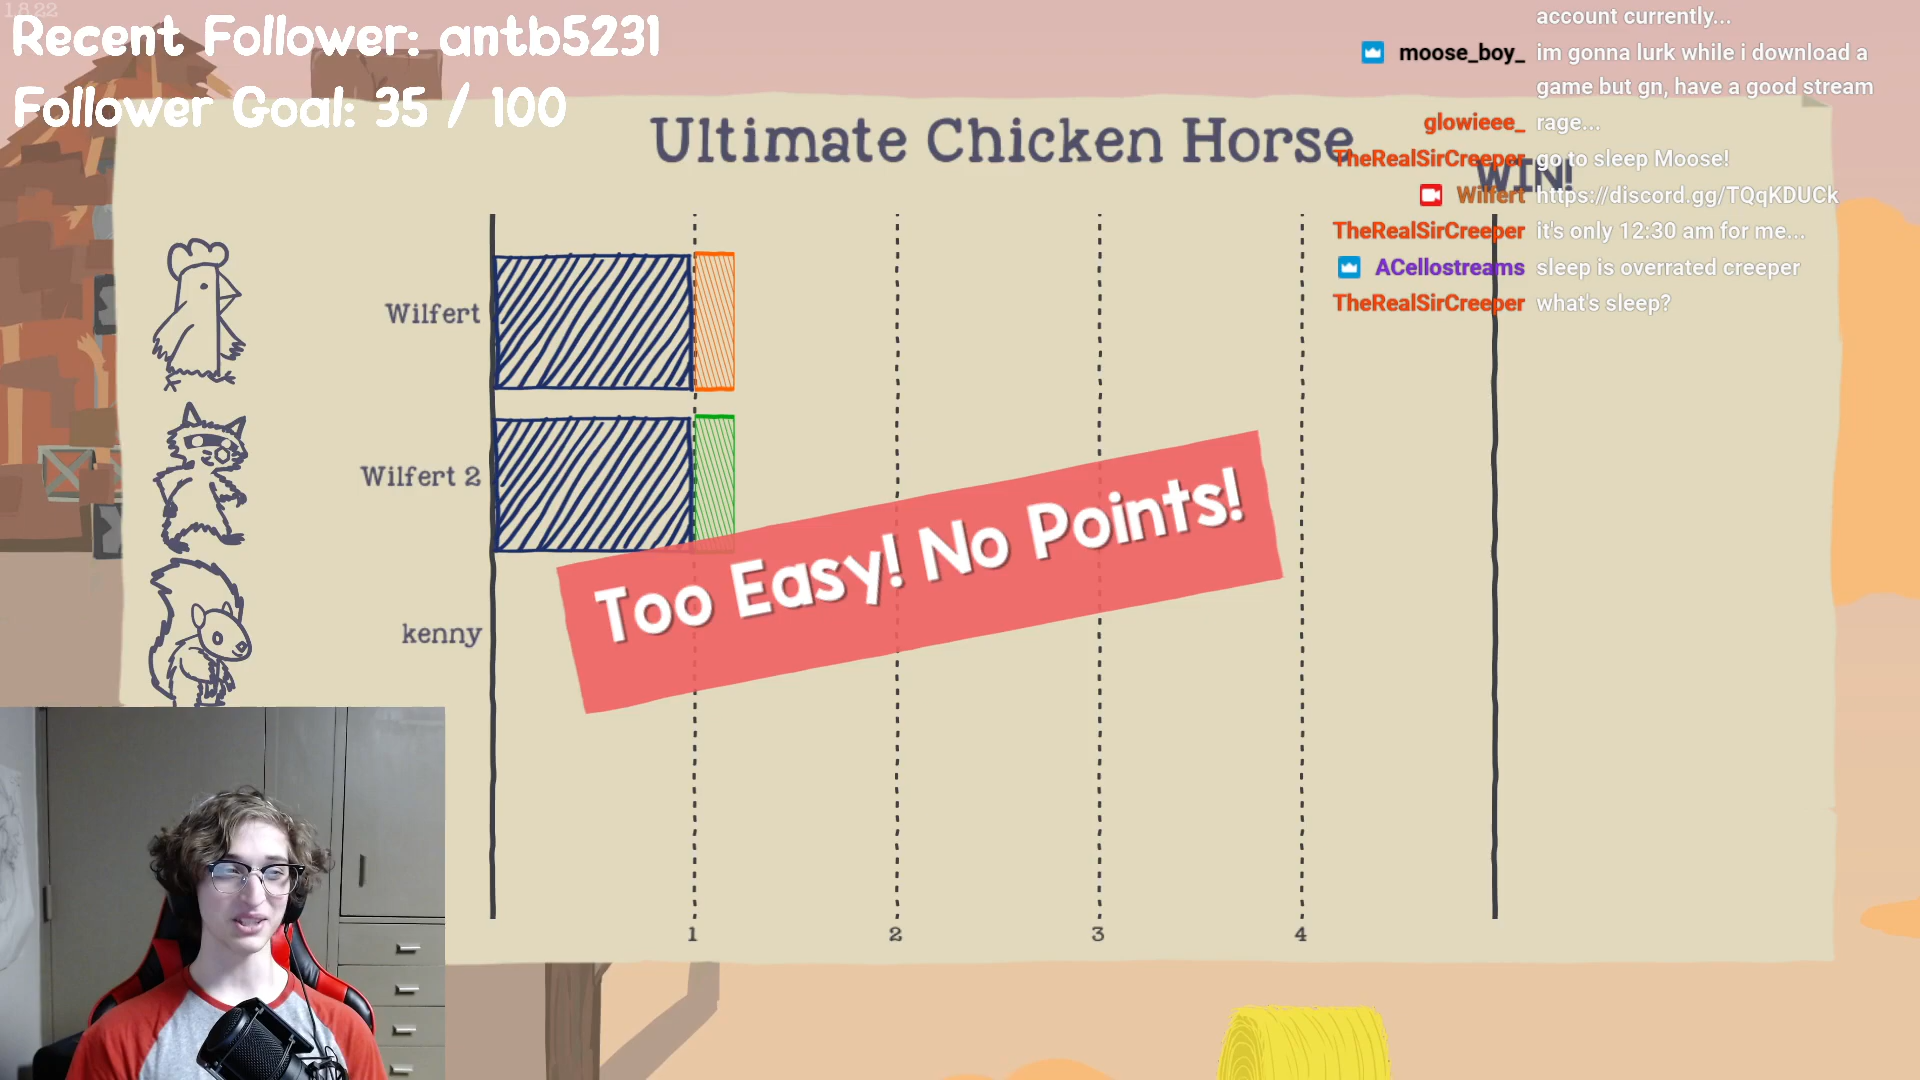 1.8.22
Recent Follower: antb5231
Follower Goal: 35 / 100
Ultimate Chicken Horse
WIN!
account currently...
moose_boy_ im gonna lurk while i download a
game but gn, have a good stream
glowieee_ rage...
TheRealSirCreeper go to sleep Moose!
Wilfert https://discord.gg/TQqKDUCk
TheRealSirCreeper it's only 12:30 am for me...
ACellostreams sleep is overrated creeper
TheRealSirCreeper what's sleep?
Wilfert
Wilfert 2
kenny
Too Easy! No Points!
1 2 3 4